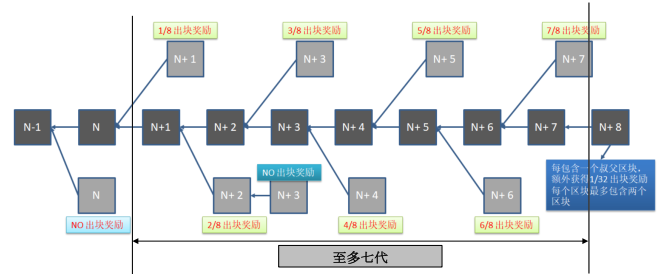 1/8 出块奖励
3/8 出块奖励
5/8 出块奖励
7/8 出块奖励
N+ 1
N+ 3
N+ 5
N+ 7
N-1
N
N+1
N+ 2
N+ 3
N+ 4
N+ 5
N+ 6
N+ 7
N+ 8
NO 出块奖励
每包含一个叔父区块，
额外获得1/32 出块奖励
每个区块最多包含两个
区块
N
N+ 2
N+ 3
N+ 4
N+ 6
NO 出块奖励
2/8 出块奖励
4/8 出块奖励
6/8 出块奖励
至多七代